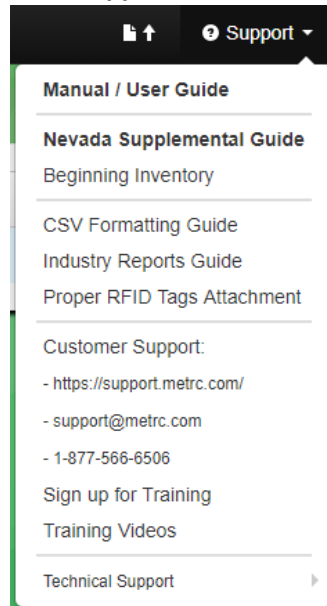 Support
Manual / User Guide
Nevada Supplemental Guide
Beginning Inventory
CSV Formatting Guide
Industry Reports Guide
Proper RFID Tags Attachment
Customer Support:
- https://support.metrc.com/
- support@metrc.com
- 1-877-566-6506
Sign up for Training
Training Videos
Technical Support